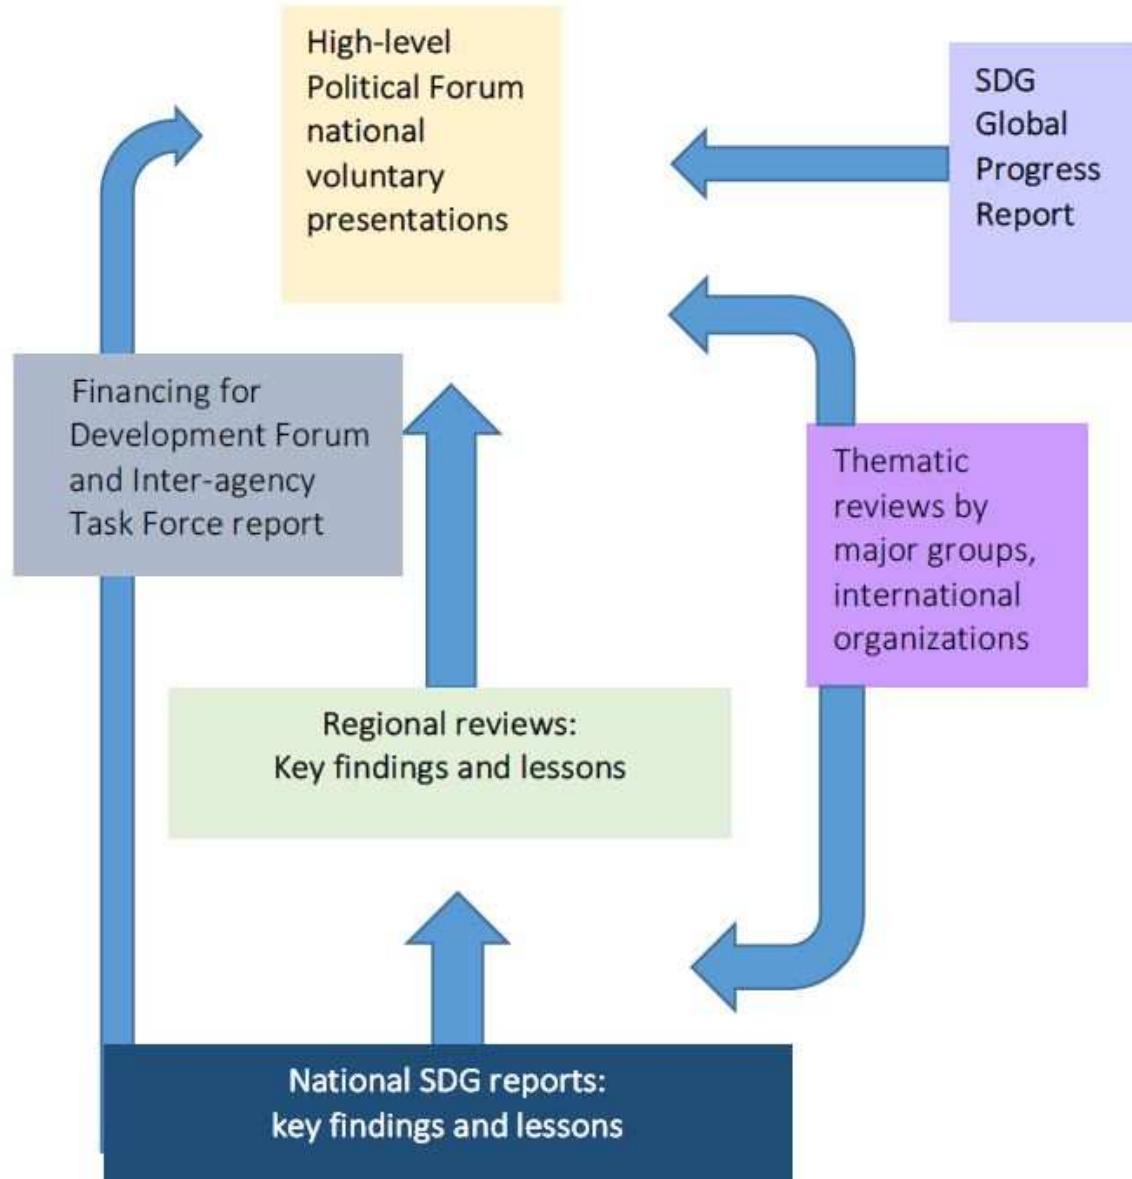 High-level
Political Forum
national
voluntary
presentations
SDG
Global
Progress
Report
Financing for
Development Forum
and Inter-agency
Task Force report
Thematic
reviews by
major groups,
international
organizations
Regional reviews:
Key findings and lessons
National SDG reports:
key findings and lessons